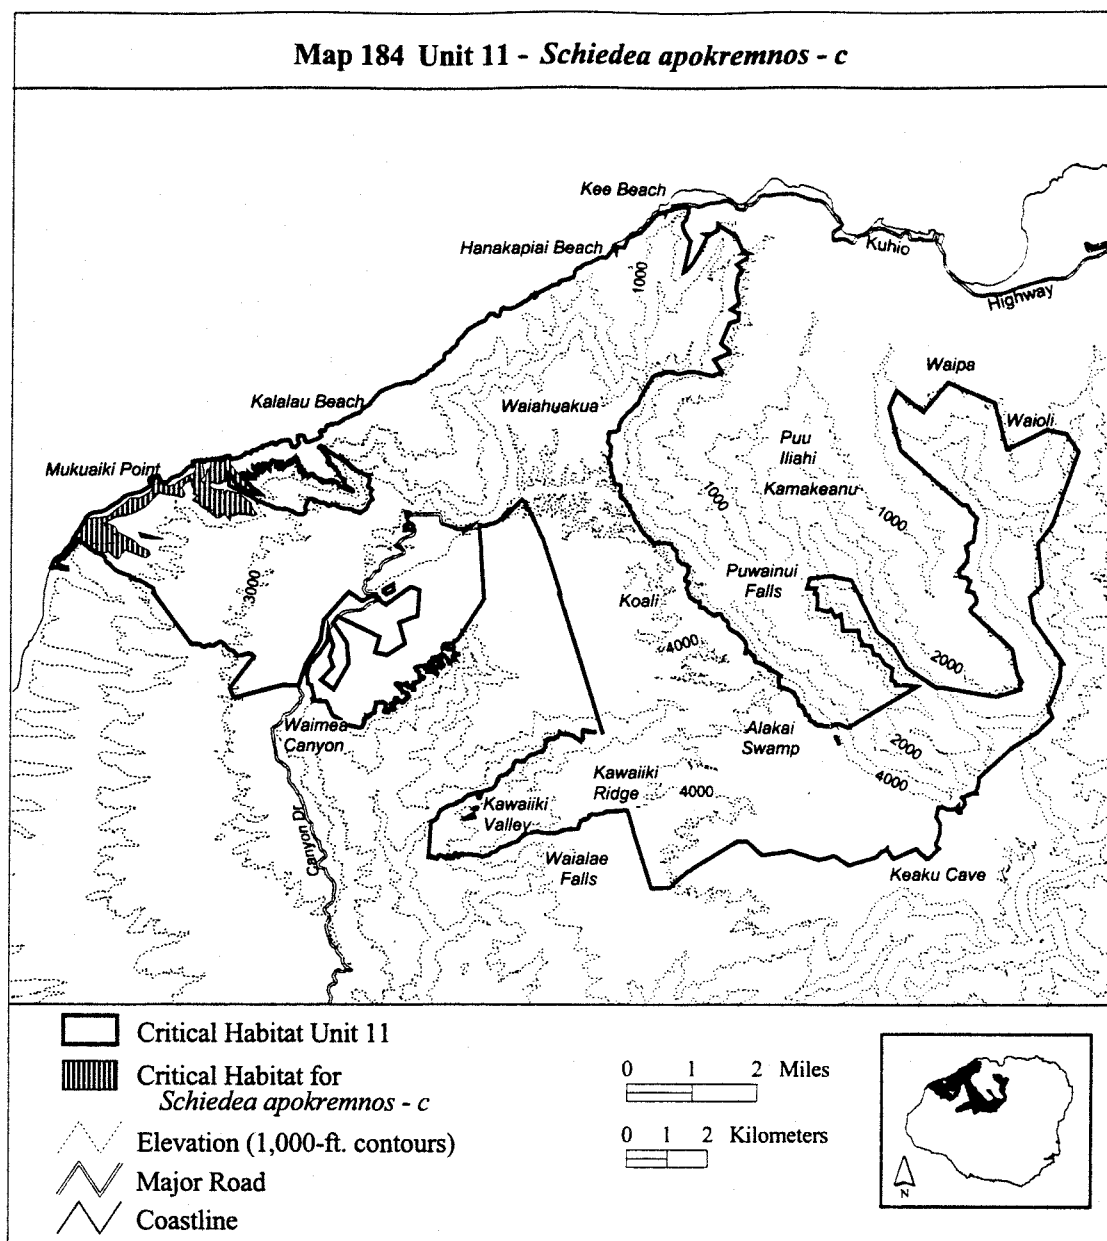 Map 184 Unit 11 - Schiedea apokremnos - c
Kee Beach
Hanakapiai Beach
Kuhio
Highway
1000
Waipa
Kalalau Beach
Waiahuakua
Waioli
Mukuaiki Point
Puu
Iliahi
Kamakeanu
1000
1000
3000
Puwainui
Falls
Koali
4000
2000
Waimea
Canyon
Alakai
Swamp
2000
4000
Kawaiiki
Ridge
4000
Kawaiiki
Valley
Canyon Dr
Waialae
Falls
Keaku Cave
Critical Habitat Unit 11
Critical Habitat for
Schiedea apokremnos - c
Elevation (1,000-ft. contours)
Major Road
Coastline
0 1 2 Miles
0 1 2 Kilometers
N